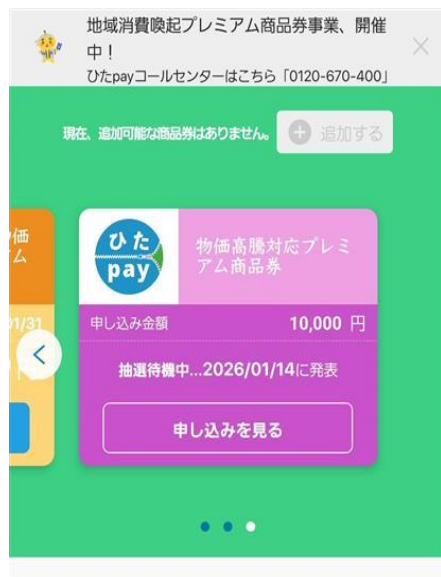 地域消費喚起プレミアム商品券事業、開催
中！
ひたpayコールセンターはこちら「0120-670-400」
現在、追加可能な商品券はありません。
追加する
物価
ム
01/31
ひた
pay
物価高騰対応プレミ
アム商品券
申し込み金額
10,000 円
抽選待機中...2026/01/14に発表
申し込みを見る